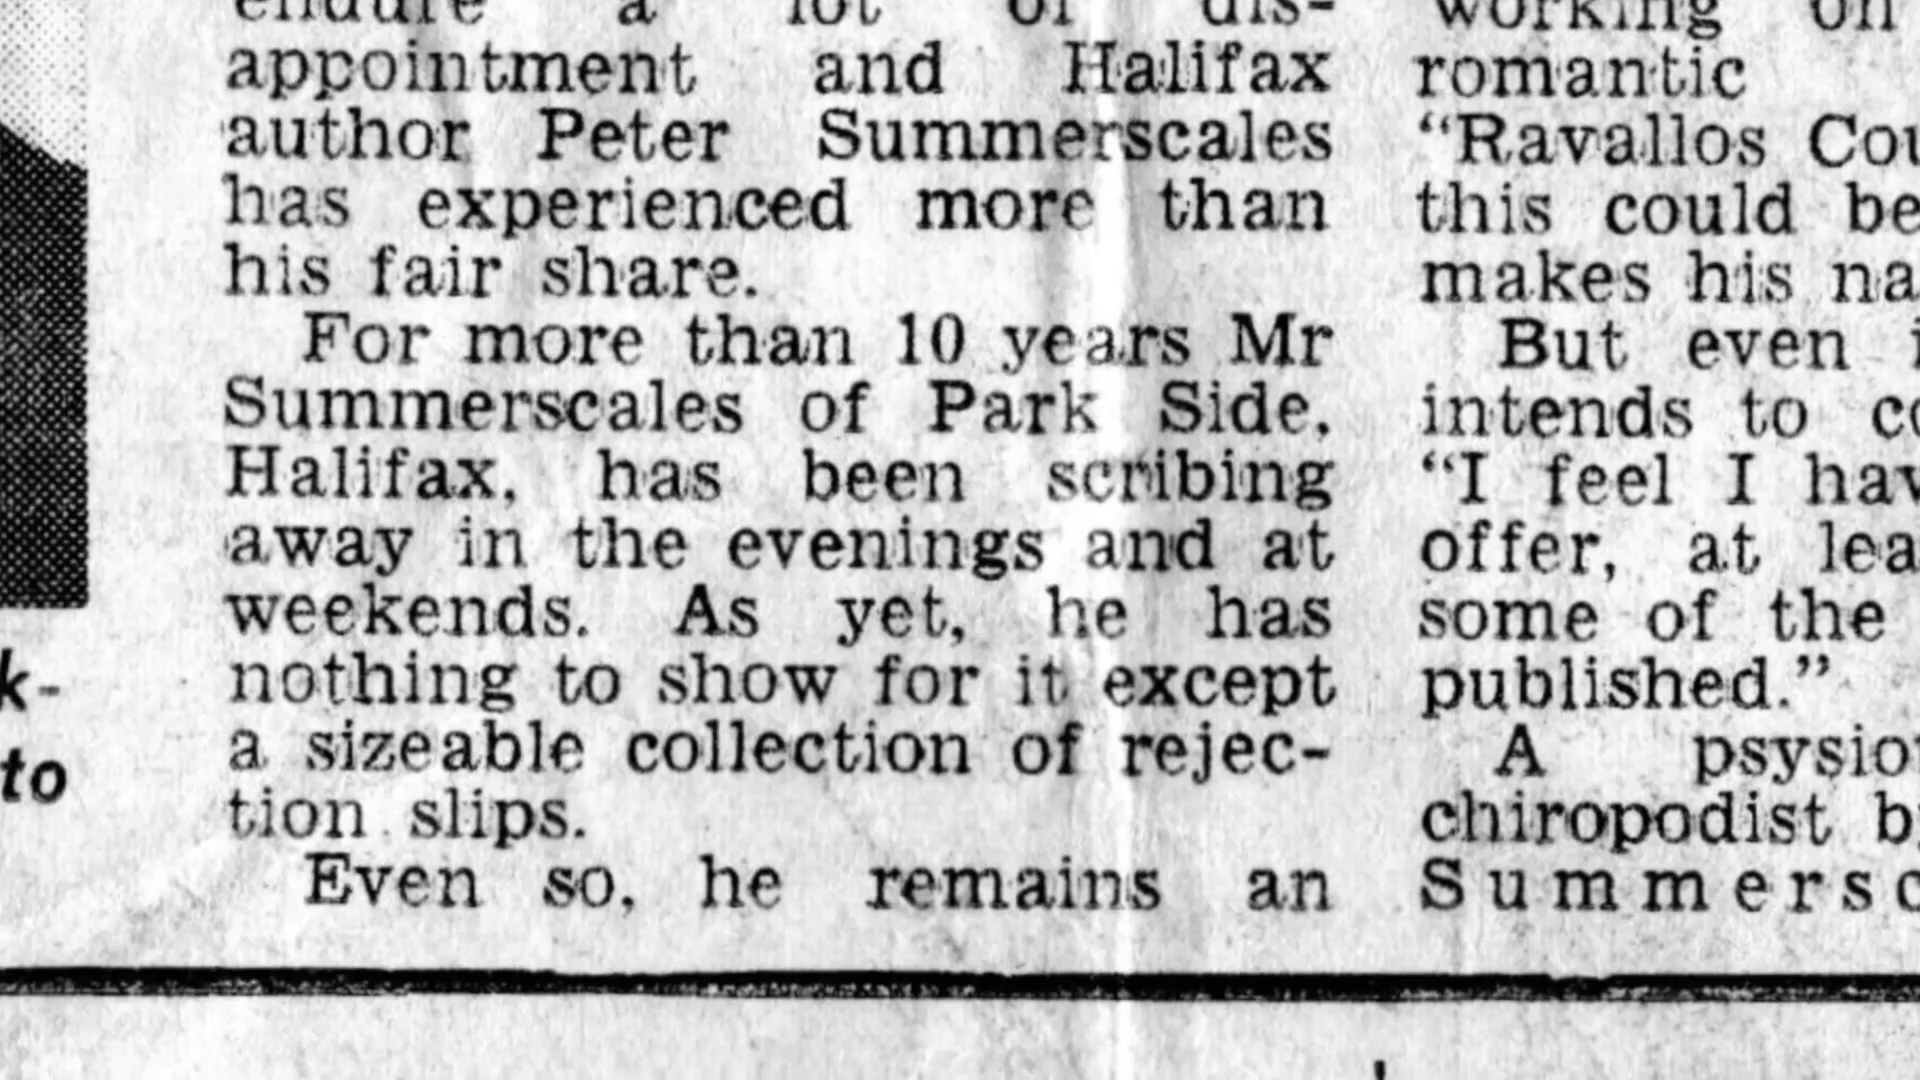 endure a lot of dis-
appointment and Halifax
author Peter Summerscales
has experienced more than
his fair share.
For more than 10 years Mr
Summerscales of Park Side,
Halifax, has been scribing
away in the evenings and at
weekends. As yet, he has
nothing to show for it except
a sizeable collection of rejec-
tion slips.
Even so, he remains an
working on
romantic
“Ravallos Cou
this could be
makes his na
But even i
intends to co
“I feel I hav
offer, at lea
some of the
published.”
A psysio
chiropodist b
Summersc
k-
to